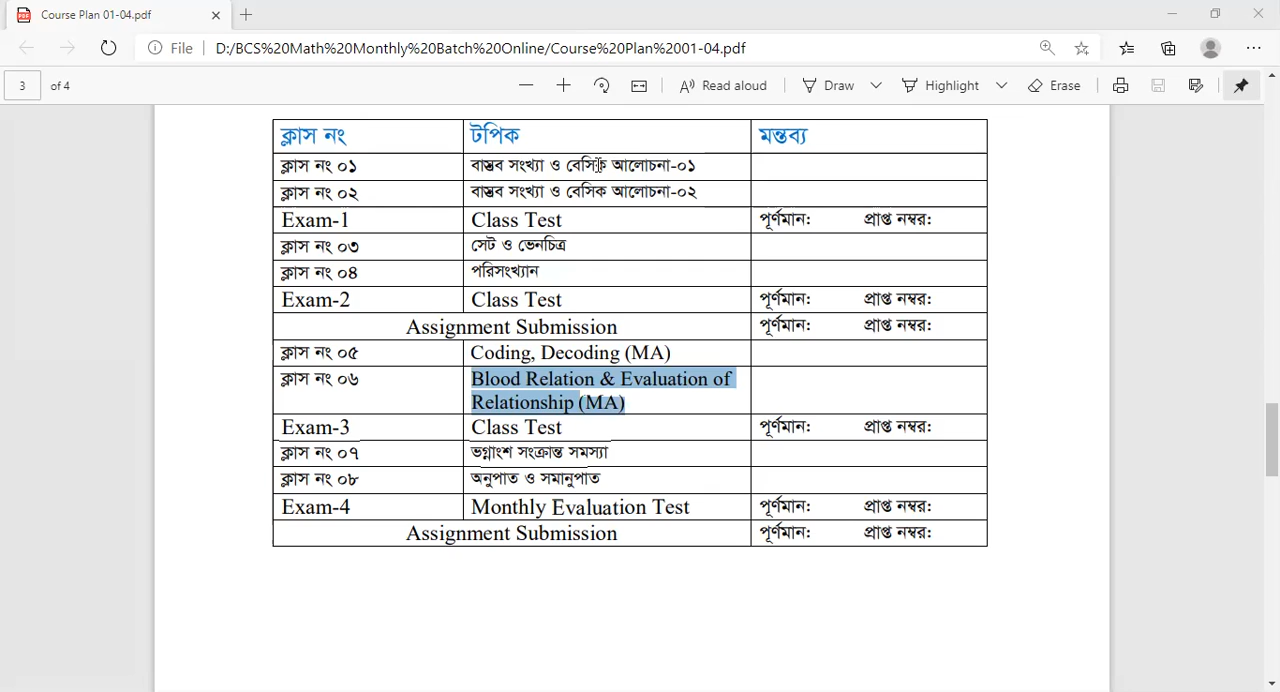 Course Plan 01-04.pdf
File D:/BCS%20Math%20Monthly%20Batch%20Online/Course%20Plan%2001-04.pdf
3 of 4 Read aloud Draw Highlight Erase
ক্লাস নং টপিক মন্তব্য
ক্লাস নং ০১ বাস্তব সংখ্যা ও বেসিক আলোচনা-০১
ক্লাস নং ০২ বাস্তব সংখ্যা ও বেসিক আলোচনা-০২
Exam-1 Class Test পূর্ণমান: প্রাপ্ত নম্বর:
ক্লাস নং ০৩ সেট ও ভেনচিত্র
ক্লাস নং ০৪ পরিসংখ্যান
Exam-2 Class Test পূর্ণমান: প্রাপ্ত নম্বর:
Assignment Submission পূর্ণমান: প্রাপ্ত নম্বর:
ক্লাস নং ০৫ Coding, Decoding (MA)
ক্লাস নং ০৬ Blood Relation & Evaluation of
Relationship (MA)
Exam-3 Class Test পূর্ণমান: প্রাপ্ত নম্বর:
ক্লাস নং ০৭ ভগ্নাংশ সংক্রান্ত সমস্যা
ক্লাস নং ০৮ অনুপাত ও সমানুপাত
Exam-4 Monthly Evaluation Test পূর্ণমান: প্রাপ্ত নম্বর:
Assignment Submission পূর্ণমান: প্রাপ্ত নম্বর: